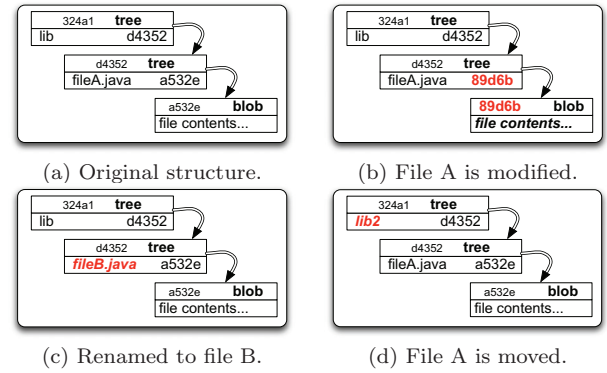 324a1 tree
lib d4352
d4352 tree
fileA.java a532e
a532e blob
file contents...
(a) Original structure.
324a1 tree
lib d4352
d4352 tree
fileA.java 89d6b
89d6b blob
file contents...
(b) File A is modified.
324a1 tree
lib d4352
d4352 tree
fileB.java a532e
a532e blob
file contents...
(c) Renamed to file B.
324a1 tree
lib2 d4352
d4352 tree
fileA.java a532e
a532e blob
file contents...
(d) File A is moved.